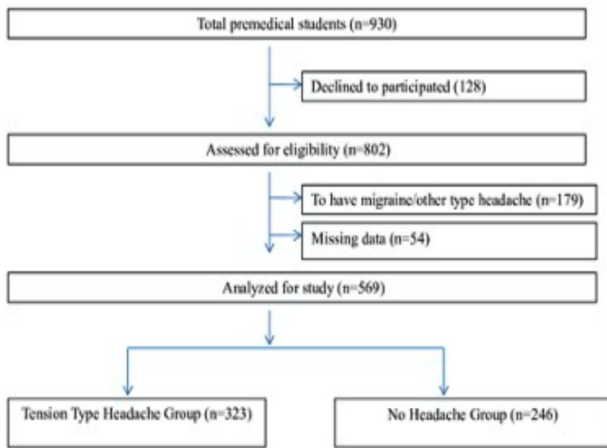 Total premedical students (n=930)
Declined to participated (128)
Assessed for eligibility (n=802)
To have migraine/other type headache (n=179)
Missing data (n=54)
Analyzed for study (n=569)
Tension Type Headache Group (n=323)
No Headache Group (n=246)